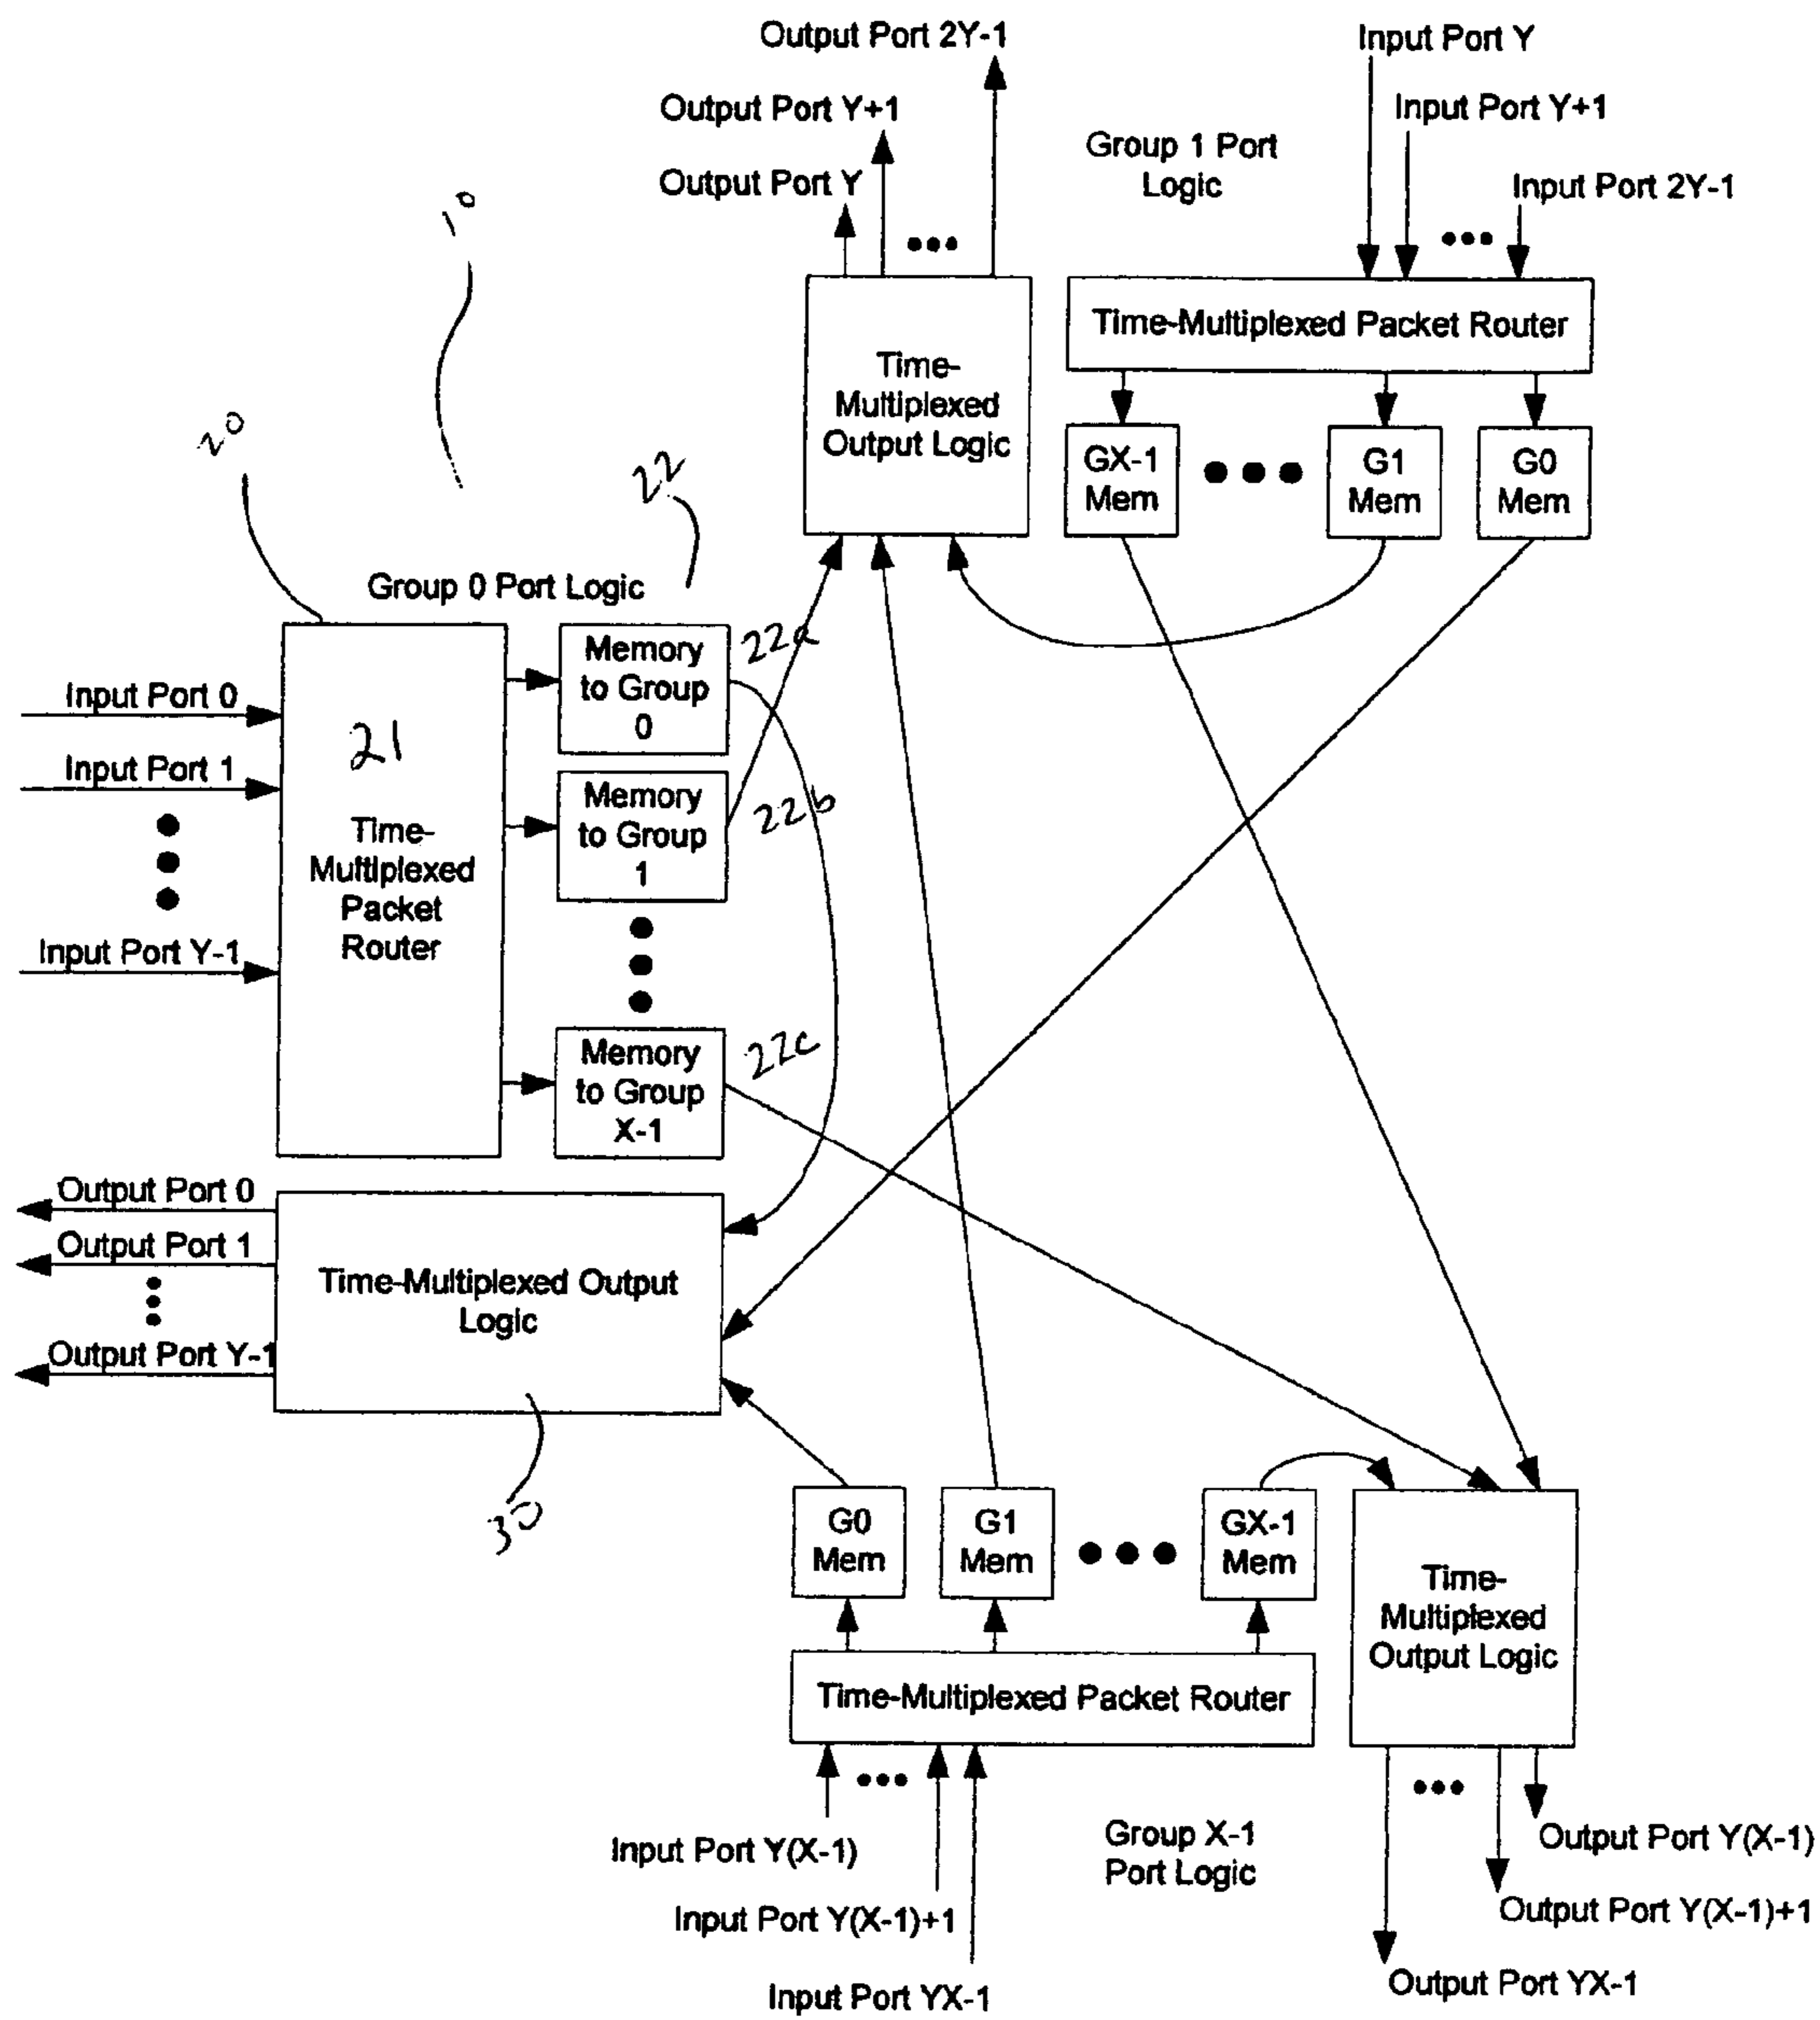 Output Port 2Y-1
Input Port Y
Output Port Y+1
Input Port Y+1
Group 1 Port
Logic
Output Port Y
Input Port 2Y-1
10
Time-
Multiplexed
Output Logic
Time-Multiplexed Packet Router
GX-1
Mem
G1
Mem
G0
Mem
20
22
Group 0 Port Logic
Input Port 0
Input Port 1
Input Port Y-1
21
Time-
Multiplexed
Packet
Router
Memory
to Group
0
22a
Memory
to Group
1
22b
Memory
to Group
X-1
22c
Output Port 0
Output Port 1
Output Port Y-1
Time-Multiplexed Output
Logic
30
G0
Mem
G1
Mem
GX-1
Mem
Time-
Multiplexed
Output Logic
Time-Multiplexed Packet Router
Input Port Y(X-1)
Input Port Y(X-1)+1
Input Port YX-1
Group X-1
Port Logic
Output Port Y(X-1)
Output Port Y(X-1)+1
Output Port YX-1